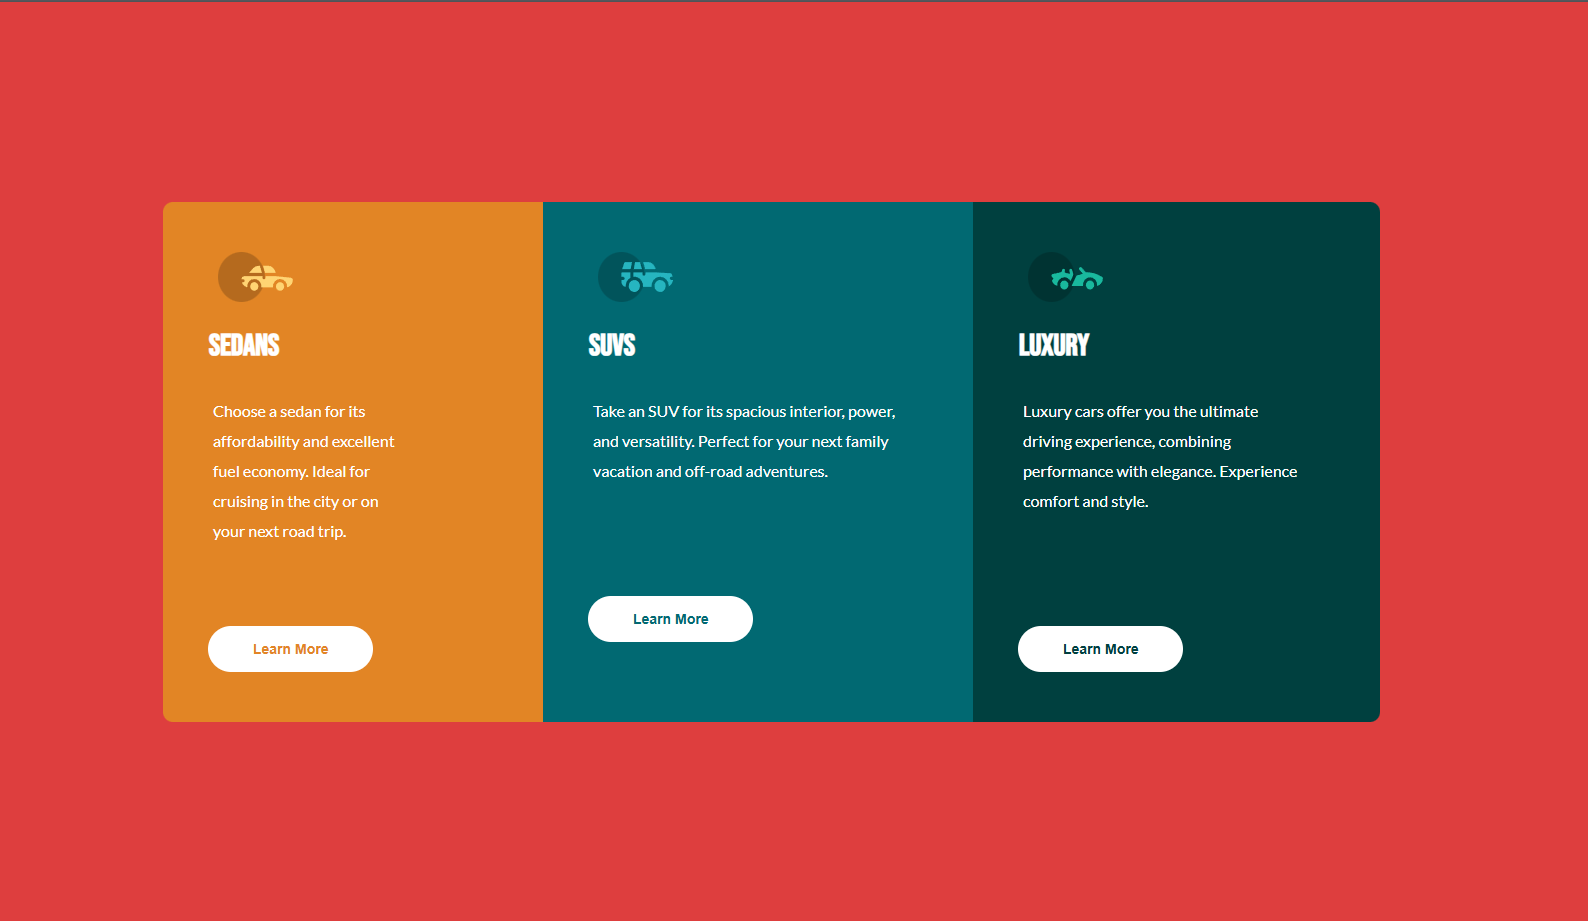 SEDANS
Choose a sedan for its
affordability and excellent
fuel economy. Ideal for
cruising in the city or on
your next road trip.
Learn More
SUVS
Take an SUV for its spacious interior, power,
and versatility. Perfect for your next family
vacation and off-road adventures.
Learn More
LUXURY
Luxury cars offer you the ultimate
driving experience, combining
performance with elegance. Experience
comfort and style.
Learn More